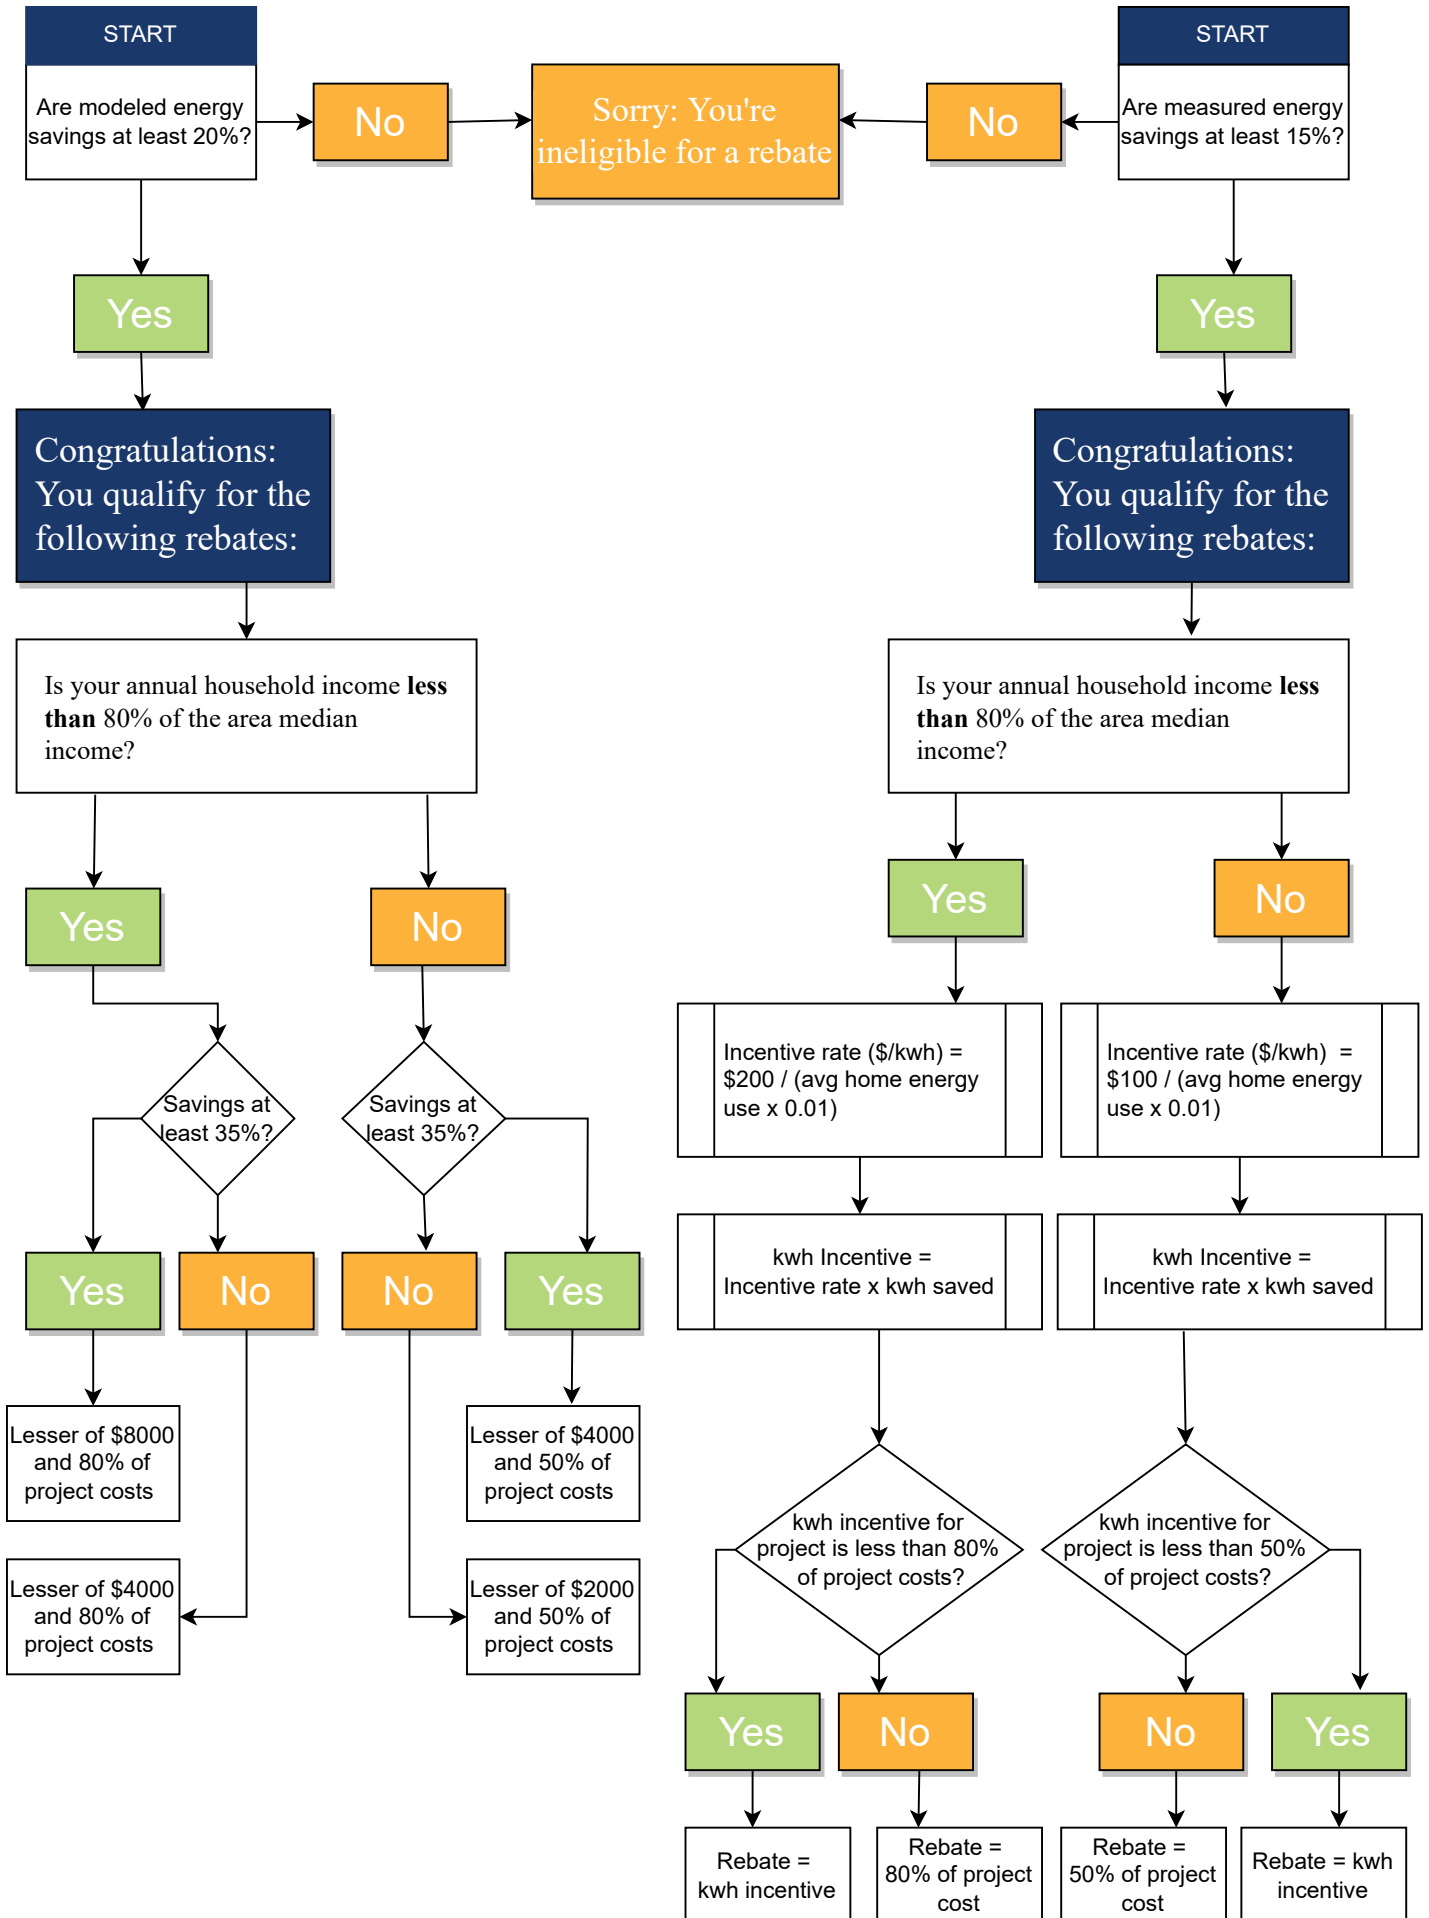 START
Are modeled energy
savings at least 20%?
No
Sorry: You're
ineligible for a rebate
No
START
Are measured energy
savings at least 15%?
Yes
Yes
Congratulations:
You qualify for the
following rebates:
Congratulations:
You qualify for the
following rebates:
Is your annual household income less
than 80% of the area median
income?
Is your annual household income less
than 80% of the area median
income?
Yes
No
Yes
No
Savings at
least 35%?
Savings at
least 35%?
Incentive rate ($/kwh) =
$200 / (avg home energy
use x 0.01)
Incentive rate ($/kwh)  =
$100 / (avg home energy
use x 0.01)
Yes
No
No
Yes
kwh Incentive =
Incentive rate x kwh saved
kwh Incentive =
Incentive rate x kwh saved
Lesser of $8000
and 80% of
project costs
Lesser of $4000
and 50% of
project costs
Lesser of $4000
and 80% of
project costs
Lesser of $2000
and 50% of
project costs
kwh incentive for
project is less than 80%
of project costs?
kwh incentive for
project is less than 50%
of project costs?
Yes
No
No
Yes
Rebate =
kwh incentive
Rebate =
80% of project
cost
Rebate =
50% of project
cost
Rebate = kwh
incentive